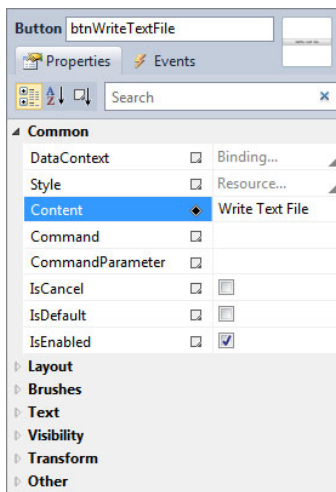 Button btnWriteTextFile
Properties Events
Search
Common
DataContext Binding...
Style Resource...
Content Write Text File
Command
CommandParameter
IsCancel
IsDefault
IsEnabled
Layout
Brushes
Text
Visibility
Transform
Other